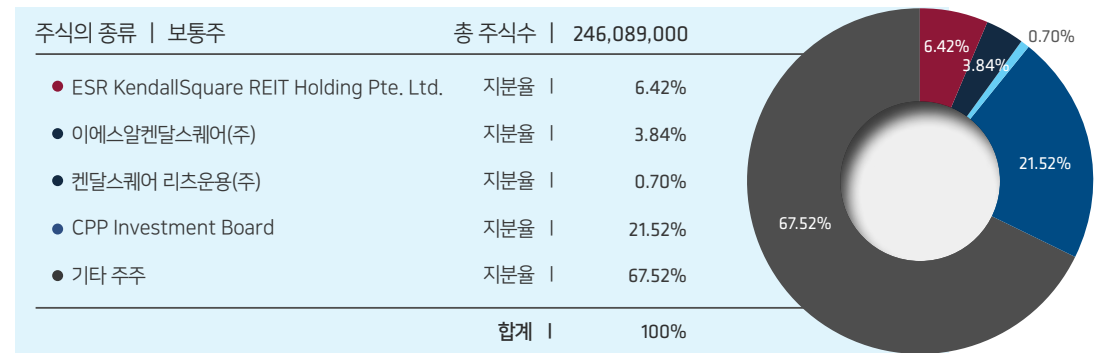 주식의 종류 | 보통주 총 주식수 | 246,089,000
ESR KendallSquare REIT Holding Pte. Ltd. 지분율 | 6.42%
이에스알켄달스퀘어(주) 지분율 | 3.84%
켄달스퀘어 리츠운용(주) 지분율 | 0.70%
CPP Investment Board 지분율 | 21.52%
기타 주주 지분율 | 67.52%
합계 | 100%
6.42%
3.84%
0.70%
21.52%
67.52%